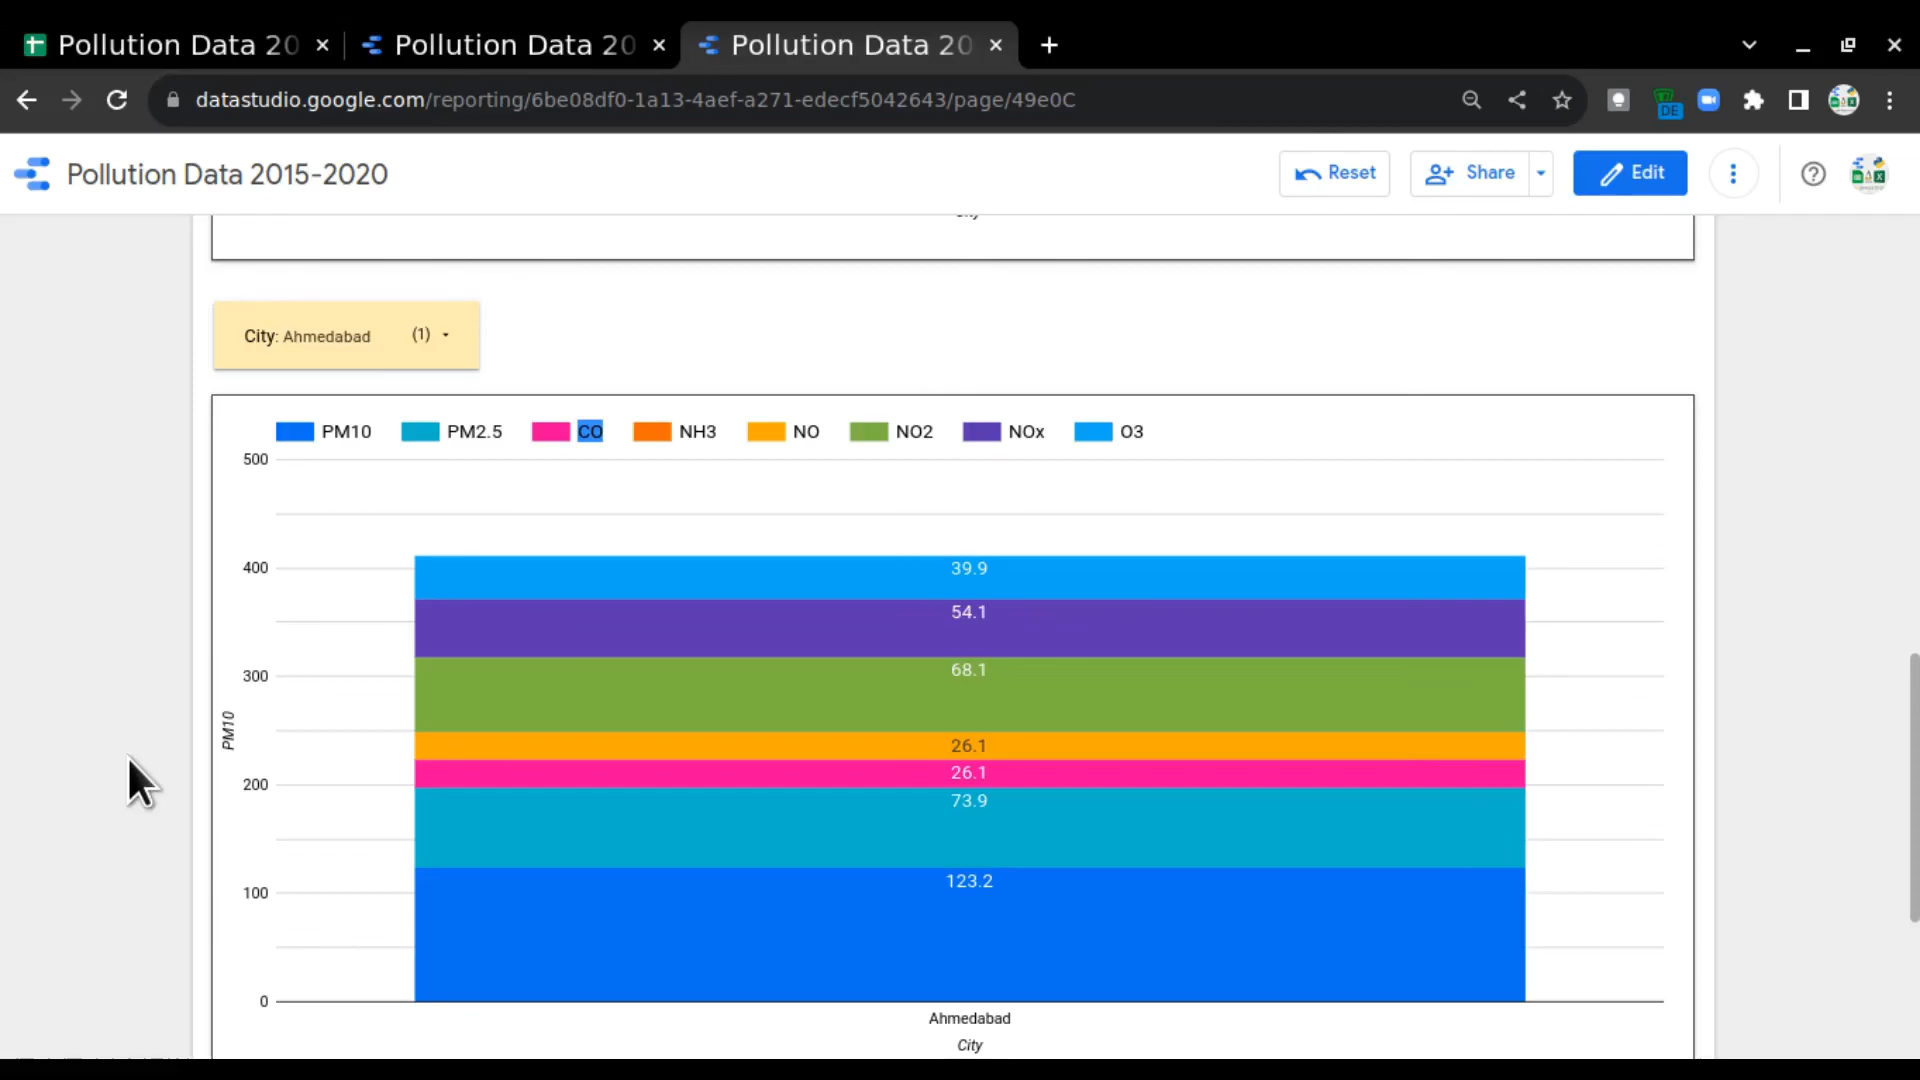 Pollution Data 20
Pollution Data 20
Pollution Data 20
datastudio.google.com/reporting/6be08df0-1a13-4aef-a271-edecf5042643/page/49e0C
DE
Pollution Data 2015-2020
Reset
Share
Edit
City: Ahmedabad (1)
PM10 PM2.5 CO NH3 NO NO2 NOx O3
500
400
300
200
100
0
PM10
39.9
54.1
68.1
26.1
26.1
73.9
123.2
Ahmedabad
City